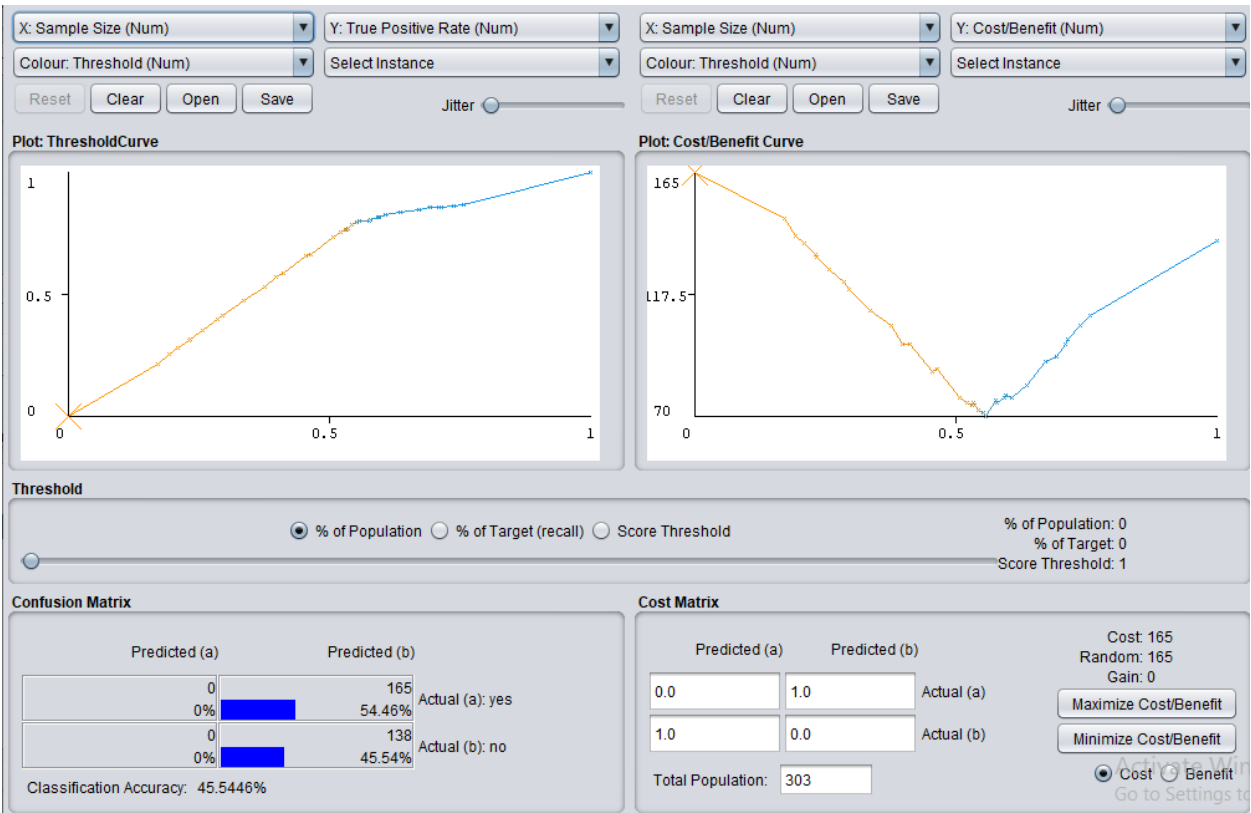 X: Sample Size (Num) Y: True Positive Rate (Num) X: Sample Size (Num) Y: Cost/Benefit (Num)
Colour: Threshold (Num) Select Instance Colour: Threshold (Num) Select Instance
Reset Clear Open Save Jitter Reset Clear Open Save Jitter
Plot: ThresholdCurve
1
0.5
0
0 0.5 1
Plot: Cost/Benefit Curve
165
117.5
70
0 0.5 1
Threshold
% of Population % of Target (recall) Score Threshold
% of Population: 0
% of Target: 0
Score Threshold: 1
Confusion Matrix
Predicted (a) Predicted (b)
0 165
0% 54.46% Actual (a): yes
0 138
0% 45.54% Actual (b): no
Classification Accuracy: 45.5446%
Cost Matrix
Predicted (a) Predicted (b)
0.0 1.0 Actual (a)
1.0 0.0 Actual (b)
Total Population: 303
Cost: 165
Random: 165
Gain: 0
Maximize Cost/Benefit
Minimize Cost/Benefit
Cost Benefit
Activate Win
Go to Settings to